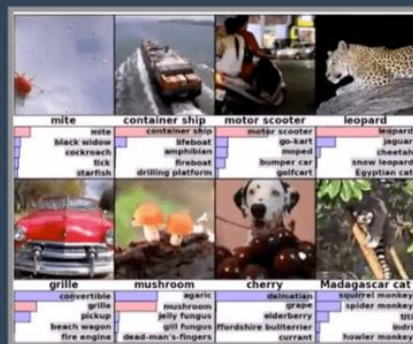 mite
container ship
motor scooter
leopard
mite
black widow
cockroach
tick
starfish
container ship
lifeboat
amphibian
fireboat
drilling platform
motor scooter
go-kart
moped
bumper car
golfcart
leopard
jaguar
cheetah
snow leopard
Egyptian cat
grille
mushroom
cherry
Madagascar cat
convertible
grille
pickup
beach wagon
fire engine
agaric
mushroom
jelly fungus
gill fungus
dead-man's-fingers
dalmatian
grape
elderberry
ffordshire bullterrier
currant
squirrel monkey
spider monkey
titi
indri
howler monkey